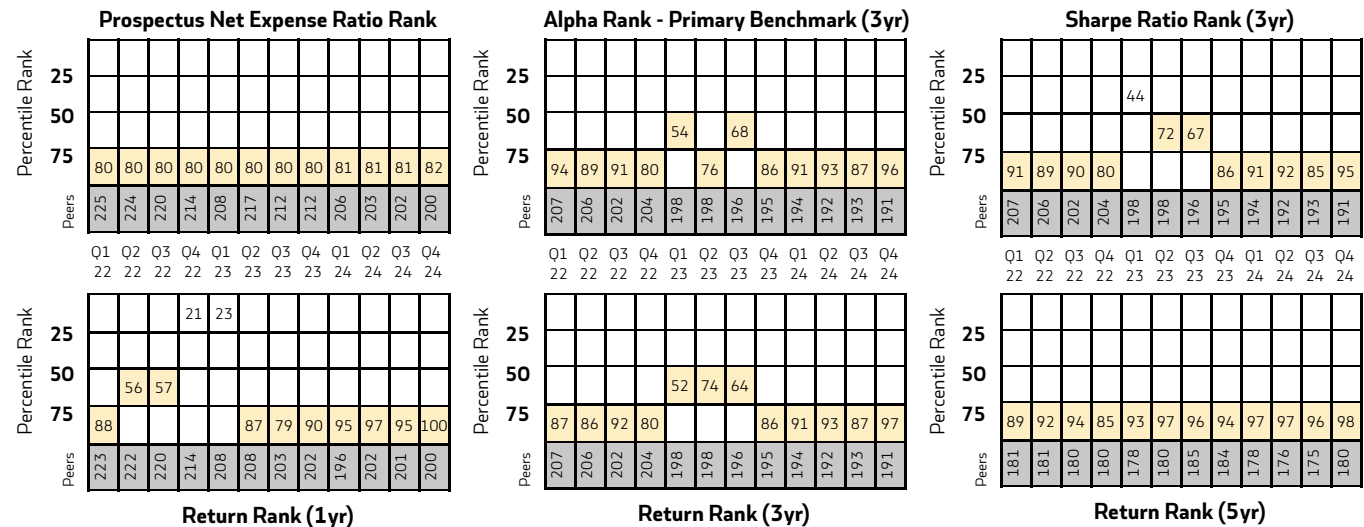 Prospectus Net Expense Ratio Rank
Percentile Rank
25
50
75
80 80 80 80 80 80 80 80 81 81 81 82
Peers
225 224 220 214 208 217 212 212 206 203 202 200
Q1 Q2 Q3 Q4 Q1 Q2 Q3 Q4 Q1 Q2 Q3 Q4
22 22 22 22 23 23 23 23 24 24 24 24
Alpha Rank - Primary Benchmark (3yr)
Percentile Rank
25
50
54 68
75
94 89 91 80 76 86 91 93 87 96
Peers
207 206 202 204 198 198 196 195 194 192 193 191
Q1 Q2 Q3 Q4 Q1 Q2 Q3 Q4 Q1 Q2 Q3 Q4
22 22 22 22 23 23 23 23 24 24 24 24
Sharpe Ratio Rank (3yr)
Percentile Rank
25
44
50
72 67
75
91 89 90 80 86 91 92 85 95
Peers
207 206 202 204 198 198 196 195 194 192 193 191
Q1 Q2 Q3 Q4 Q1 Q2 Q3 Q4 Q1 Q2 Q3 Q4
22 22 22 22 23 23 23 23 24 24 24 24
Percentile Rank
21 23
25
50
56 57
75
88 87 79 90 95 97 95 100
Peers
223 222 220 214 208 208 203 202 196 202 201 200
Return Rank (1yr)
Percentile Rank
25
50
52 74 64
75
87 86 92 80 86 91 93 87 97
Peers
207 206 202 204 198 198 196 195 194 192 193 191
Return Rank (3yr)
Percentile Rank
25
50
75
89 92 94 85 93 97 96 94 97 97 96 98
Peers
181 181 180 180 178 180 185 184 178 176 175 180
Return Rank (5yr)